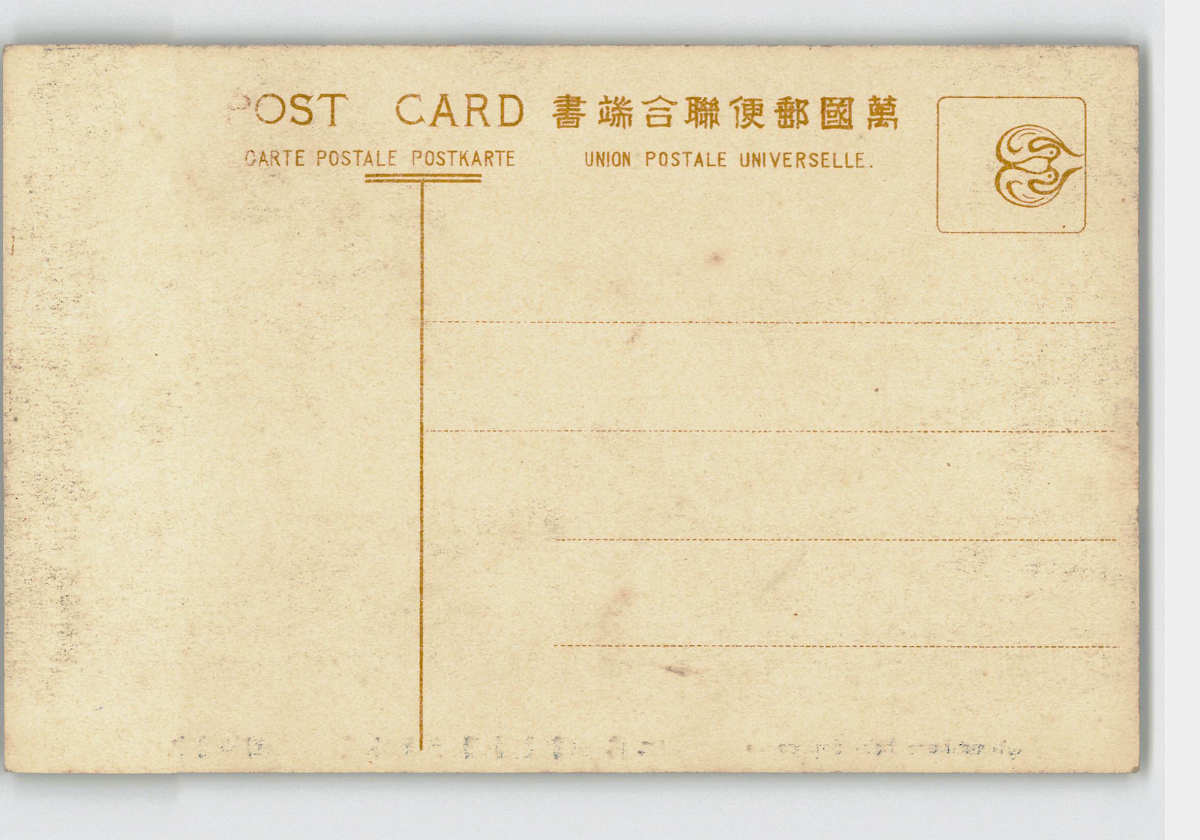 POST CARD 書端合聯便郵國萬
CARTE POSTALE POSTKARTE UNION POSTALE UNIVERSELLE.